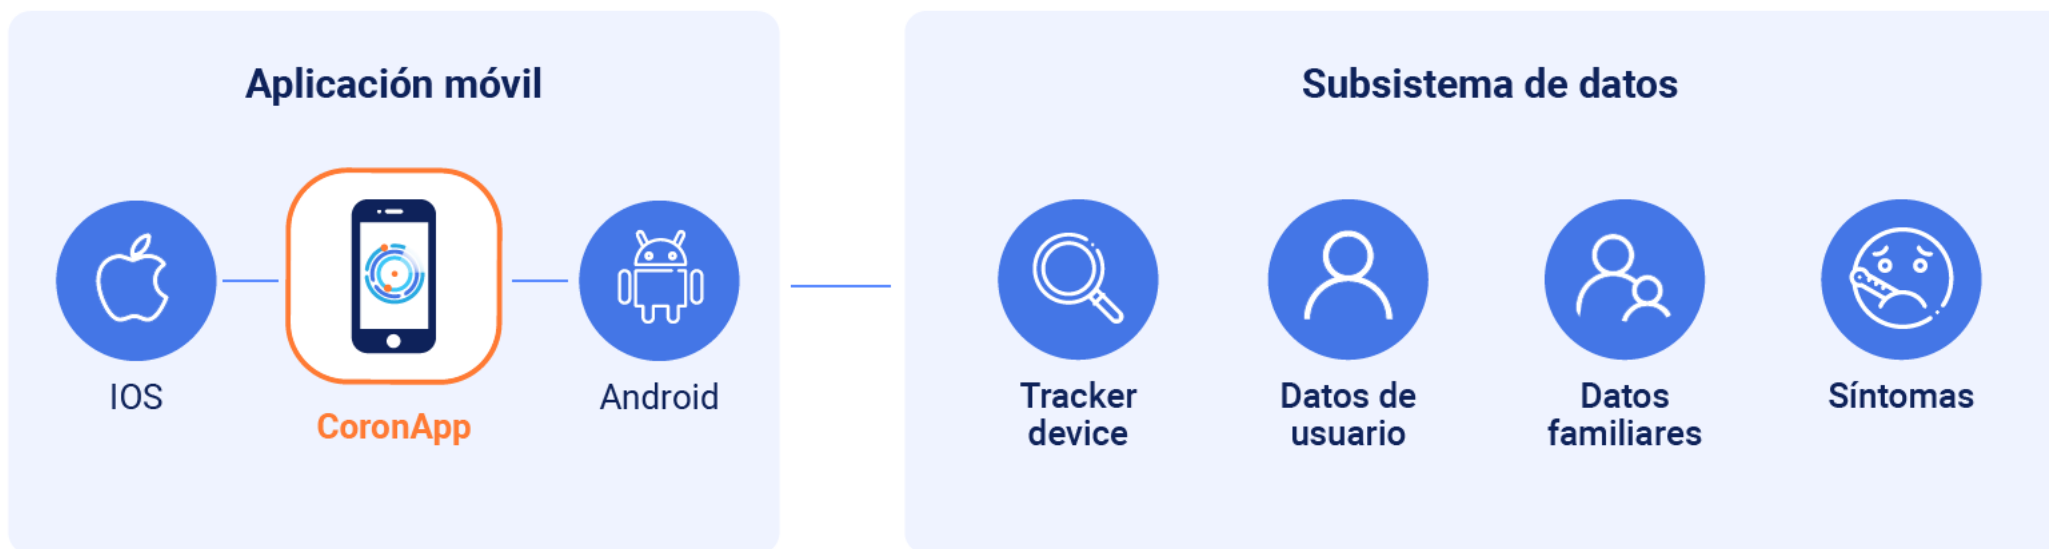 Aplicación móvil
Subsistema de datos
IOS
CoronApp
Android
Tracker
device
Datos de
usuario
Datos
familiares
Síntomas